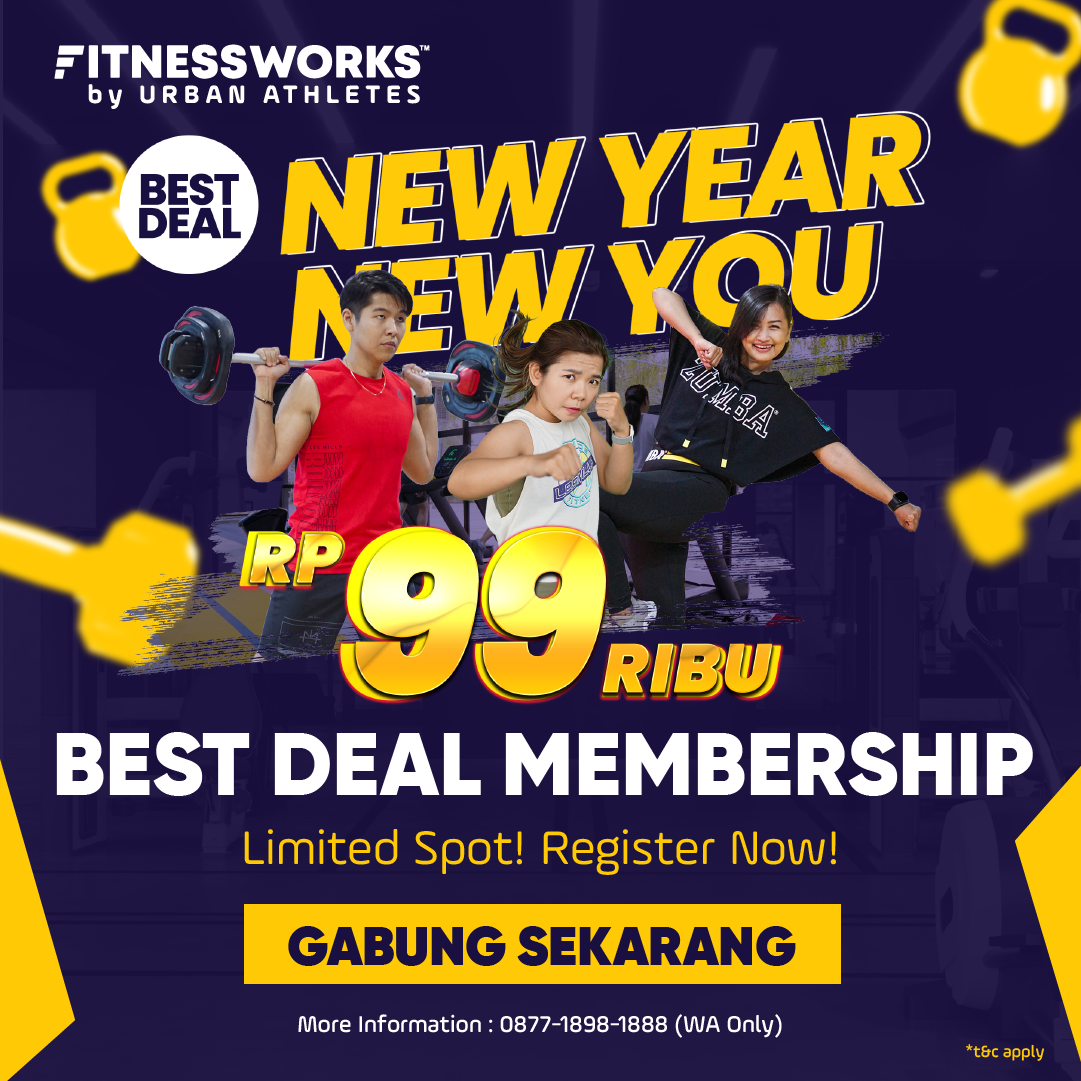 FITNESSWORKS™
by URBAN ATHLETES
BEST
DEAL
NEW YEAR
NEW YOU
ZUMBA®
RP 99 RIBU
BEST DEAL MEMBERSHIP
Limited Spot! Register Now!
GABUNG SEKARANG
More Information : 0877-1898-1888 (WA Only)
*t&c apply